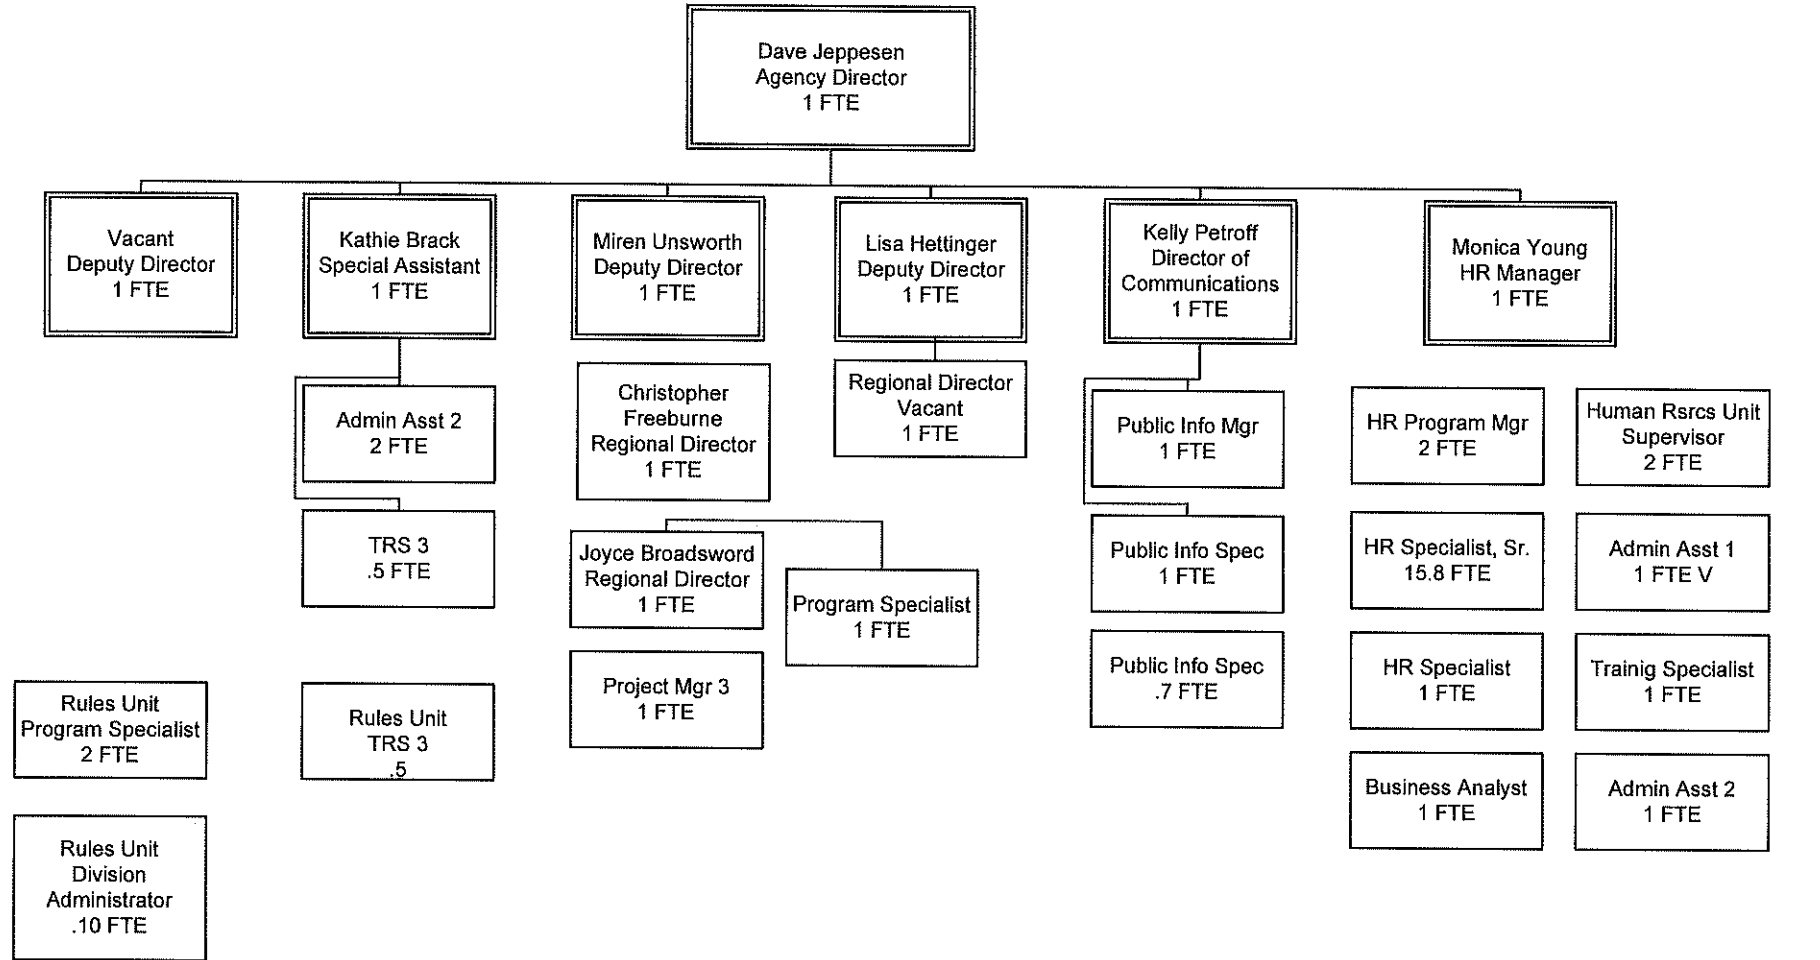 Dave Jeppesen
Agency Director
1 FTE
Vacant
Deputy Director
1 FTE
Kathie Brack
Special Assistant
1 FTE
Miren Unsworth
Deputy Director
1 FTE
Lisa Hettinger
Deputy Director
1 FTE
Kelly Petroff
Director of
Communications
1 FTE
Monica Young
HR Manager
1 FTE
Admin Asst 2
2 FTE
TRS 3
.5 FTE
Rules Unit
TRS 3
.5
Rules Unit
Program Specialist
2 FTE
Rules Unit
Division
Administrator
.10 FTE
Christopher
Freeburne
Regional Director
1 FTE
Joyce Broadsword
Regional Director
1 FTE
Program Specialist
1 FTE
Project Mgr 3
1 FTE
Regional Director
Vacant
1 FTE
Public Info Mgr
1 FTE
Public Info Spec
1 FTE
Public Info Spec
.7 FTE
HR Program Mgr
2 FTE
Human Rsrcs Unit
Supervisor
2 FTE
HR Specialist, Sr.
15.8 FTE
Admin Asst 1
1 FTE V
HR Specialist
1 FTE
Trainig Specialist
1 FTE
Business Analyst
1 FTE
Admin Asst 2
1 FTE